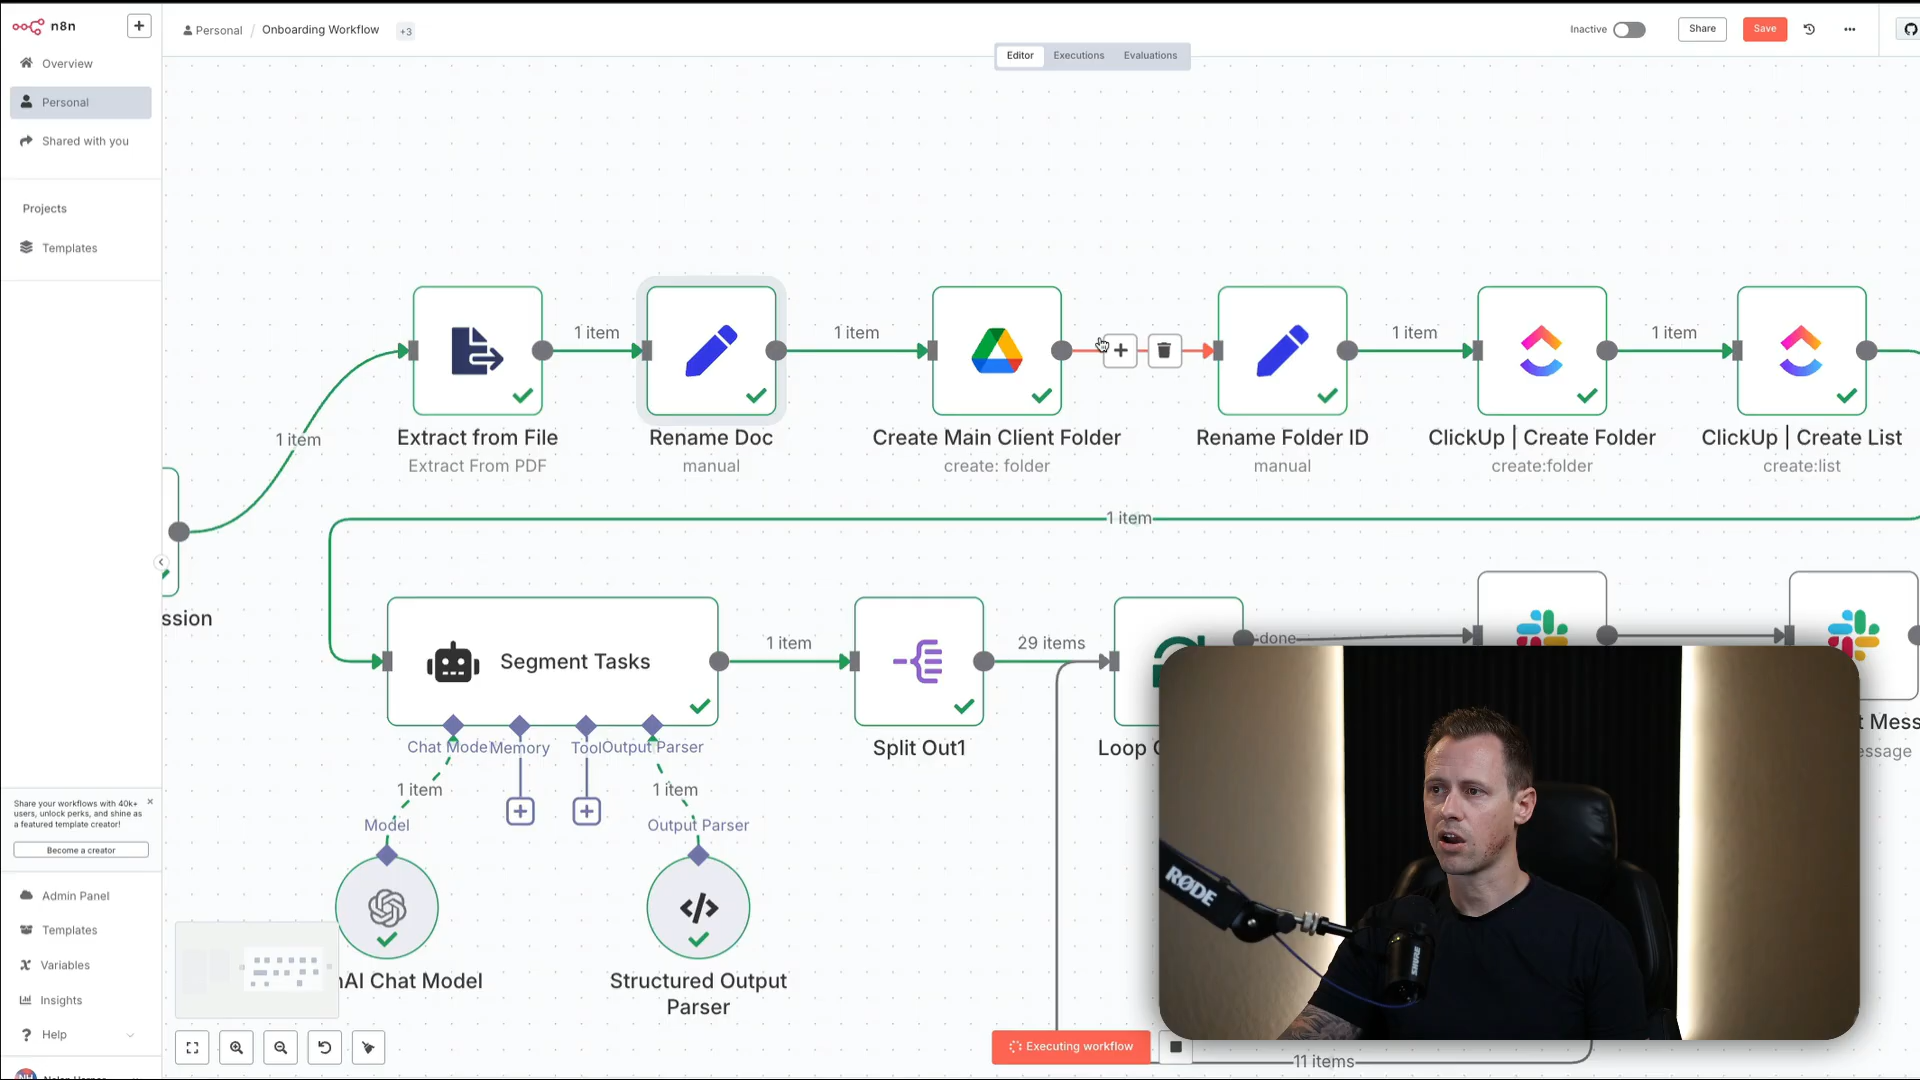 n8n
Personal / Onboarding Workflow +3
Inactive
Share
Save
Editor Executions Evaluations
Overview
Personal
Shared with you
Projects
Templates
1 item
1 item
1 item
1 item
Extract from File
Extract From PDF
Rename Doc
manual
Create Main Client Folder
create: folder
Rename Folder ID
manual
ClickUp | Create Folder
create:folder
ClickUp | Create List
create:list
1 item
1 item
ssion
Segment Tasks
1 item
29 items
done
Chat Mode
Memory
Tool
Output Parser
Split Out1
Loop
t Mess
essage
1 item
1 item
Model
Output Parser
AI Chat Model
Structured Output
Parser
Share your workflows with 40k+
users, unlock perks, and shine as
a featured template creator!
Become a creator
Admin Panel
Templates
Variables
Insights
Help
RØDE
SHURE
Executing workflow
11 items